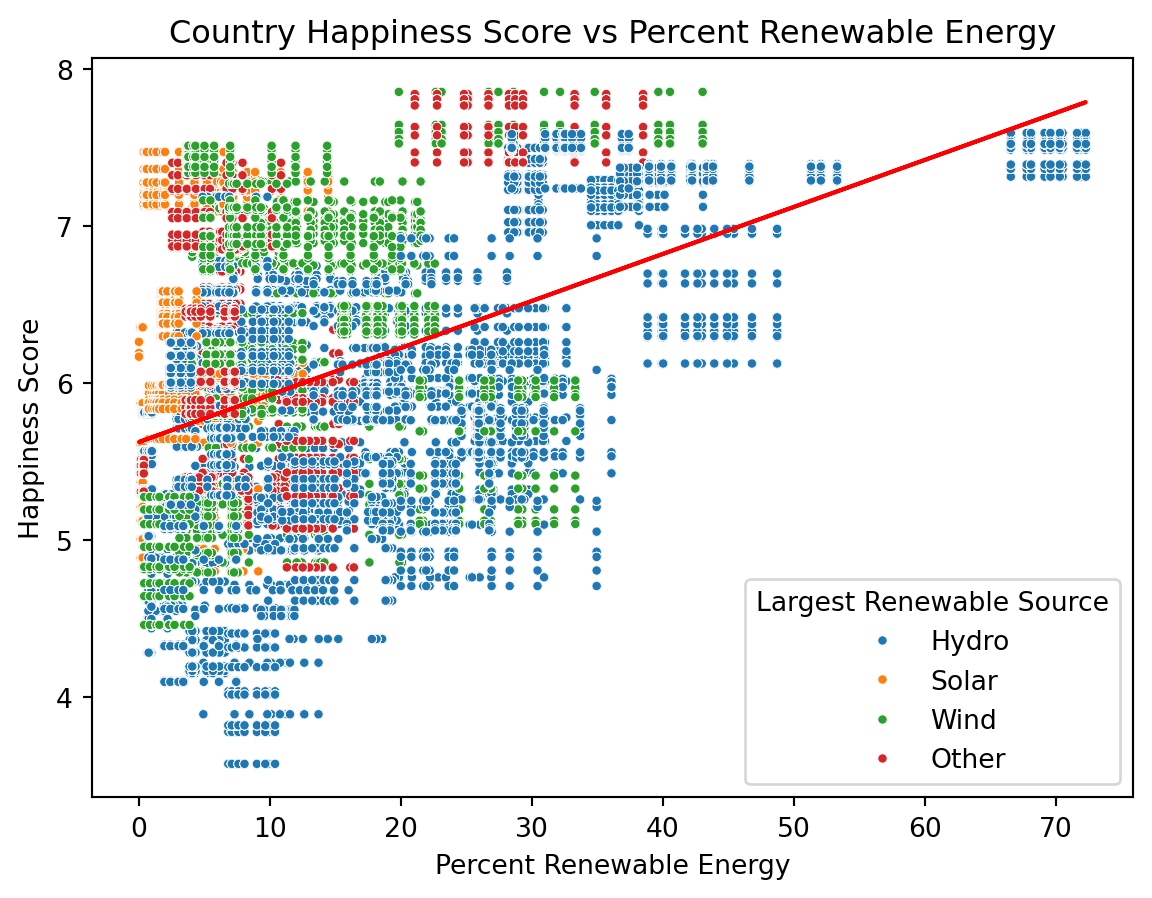 Country Happiness Score vs Percent Renewable Energy
8
7
6
5
4
Happiness Score
Largest Renewable Source
Hydro
Solar
Wind
Other
0 10 20 30 40 50 60 70
Percent Renewable Energy